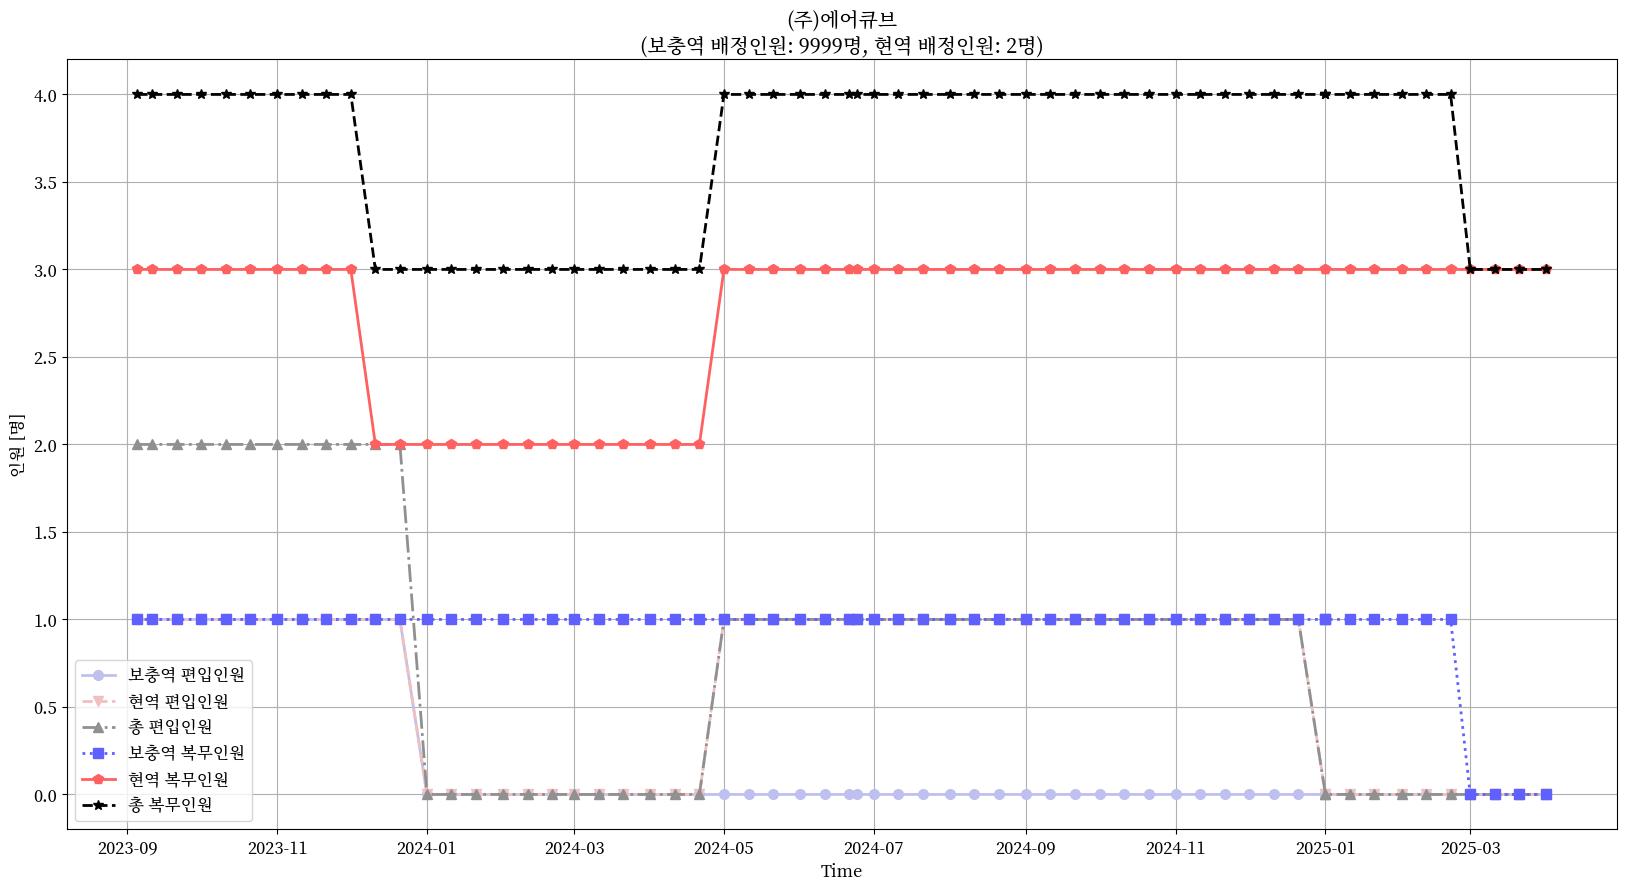 (주)에어큐브
(보충역 배정인원: 9999명, 현역 배정인원: 2명)
인원 [명]
4.0
3.5
3.0
2.5
2.0
1.5
1.0
0.5
0.0
보충역 편입인원
현역 편입인원
총 편입인원
보충역 복무인원
현역 복무인원
총 복무인원
2023-09 2023-11 2024-01 2024-03 2024-05 2024-07 2024-09 2024-11 2025-01 2025-03
Time